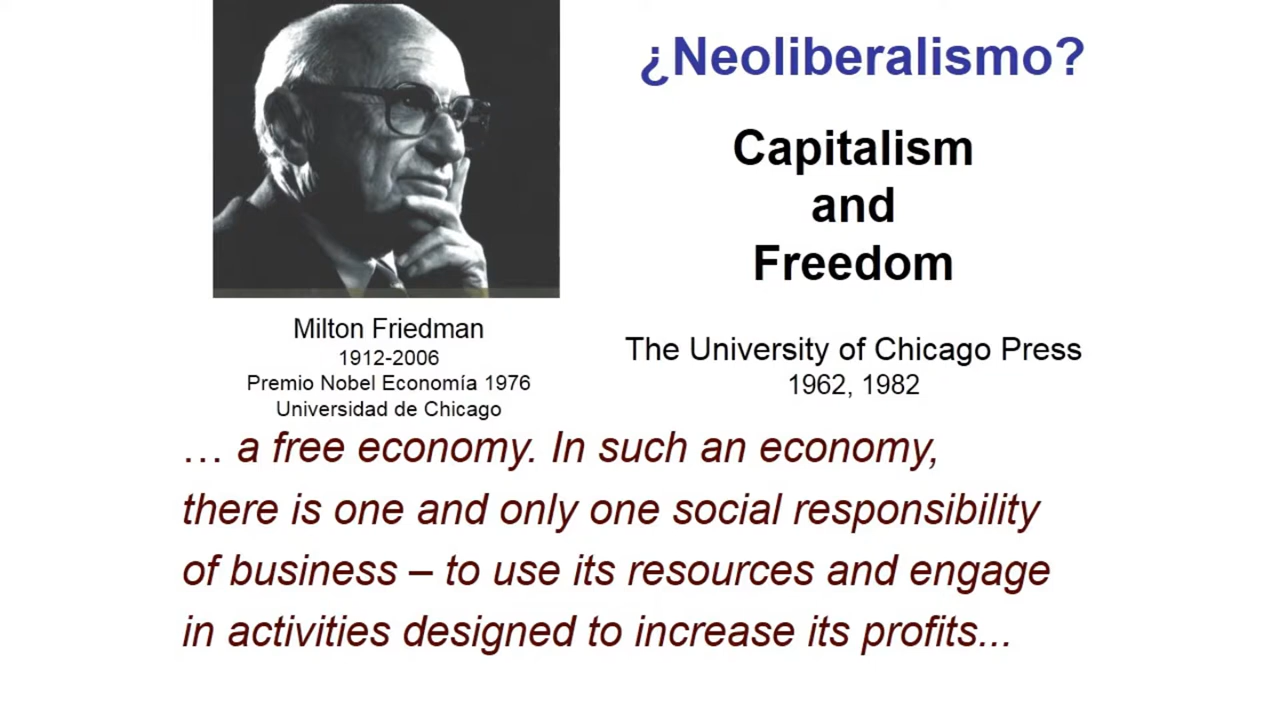 ¿Neoliberalismo?
Capitalism
and
Freedom
Milton Friedman
1912-2006
Premio Nobel Economía 1976
Universidad de Chicago
The University of Chicago Press
1962, 1982
… a free economy. In such an economy,
there is one and only one social responsibility
of business – to use its resources and engage
in activities designed to increase its profits...